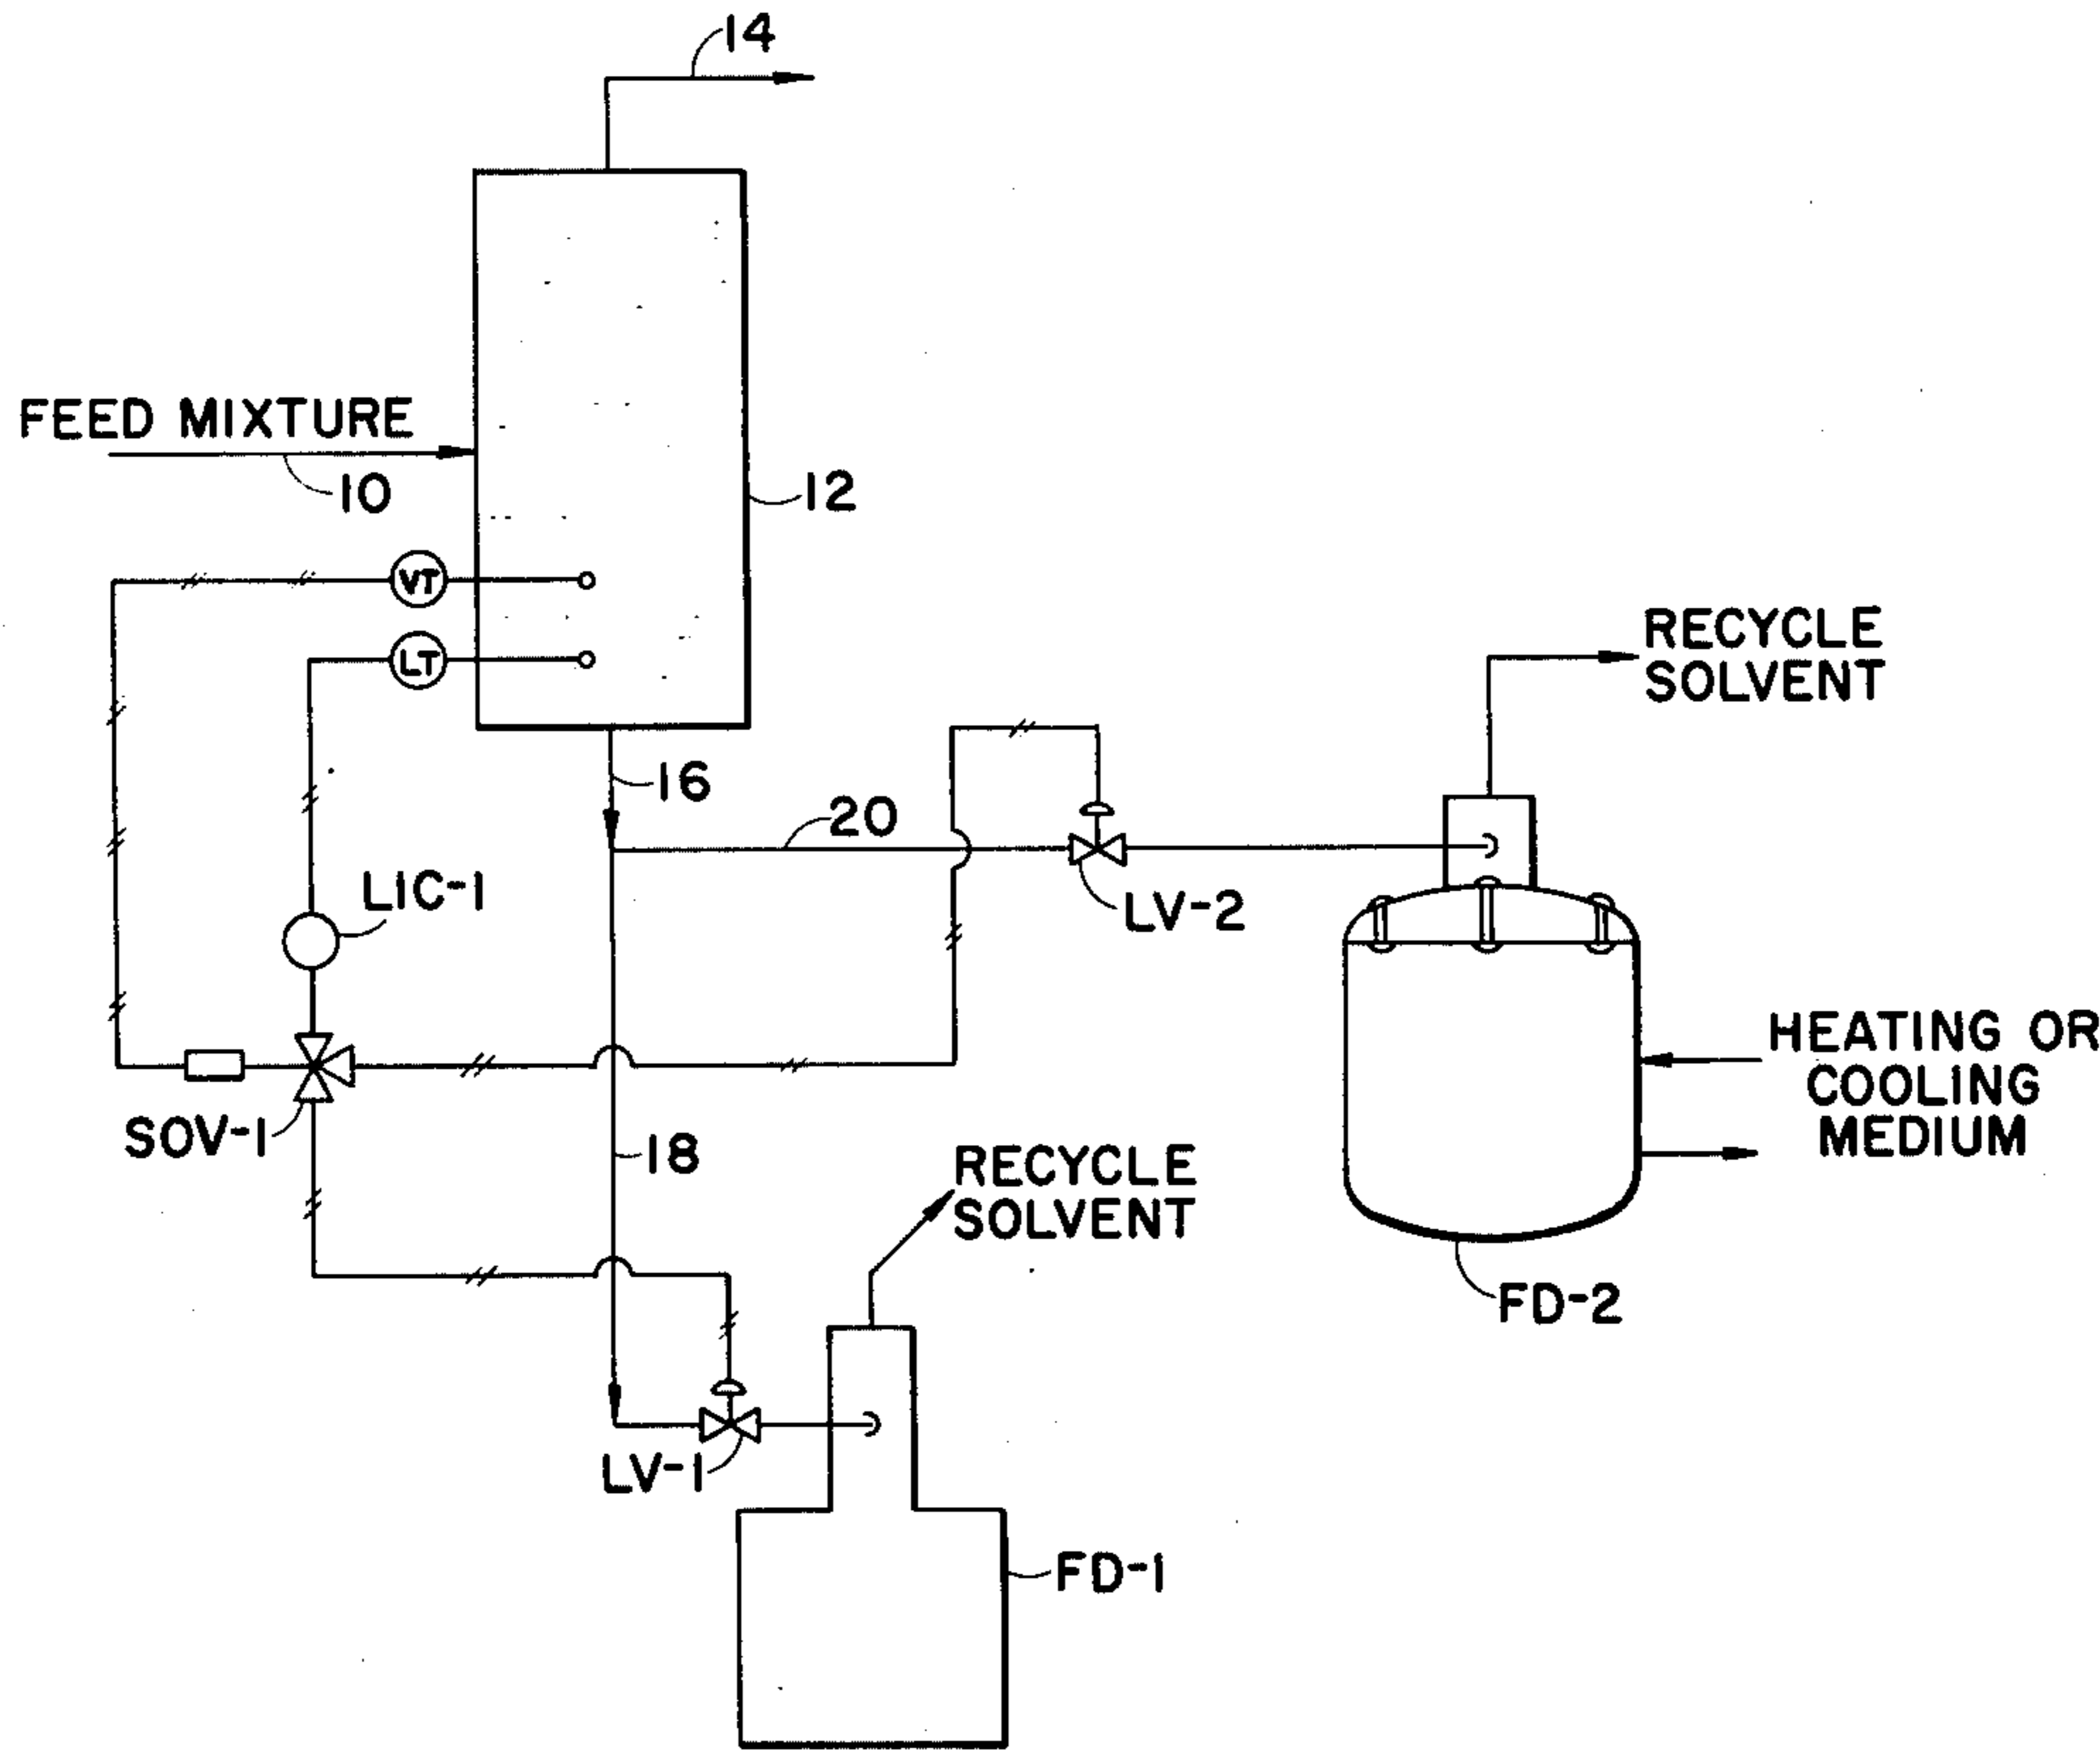 14
FEED MIXTURE
10
12
VT
LT
RECYCLE
SOLVENT
16
20
LIC-1
LV-2
HEATING OR
COOLING
MEDIUM
SOV-1
18
RECYCLE
SOLVENT
FD-2
LV-1
FD-1